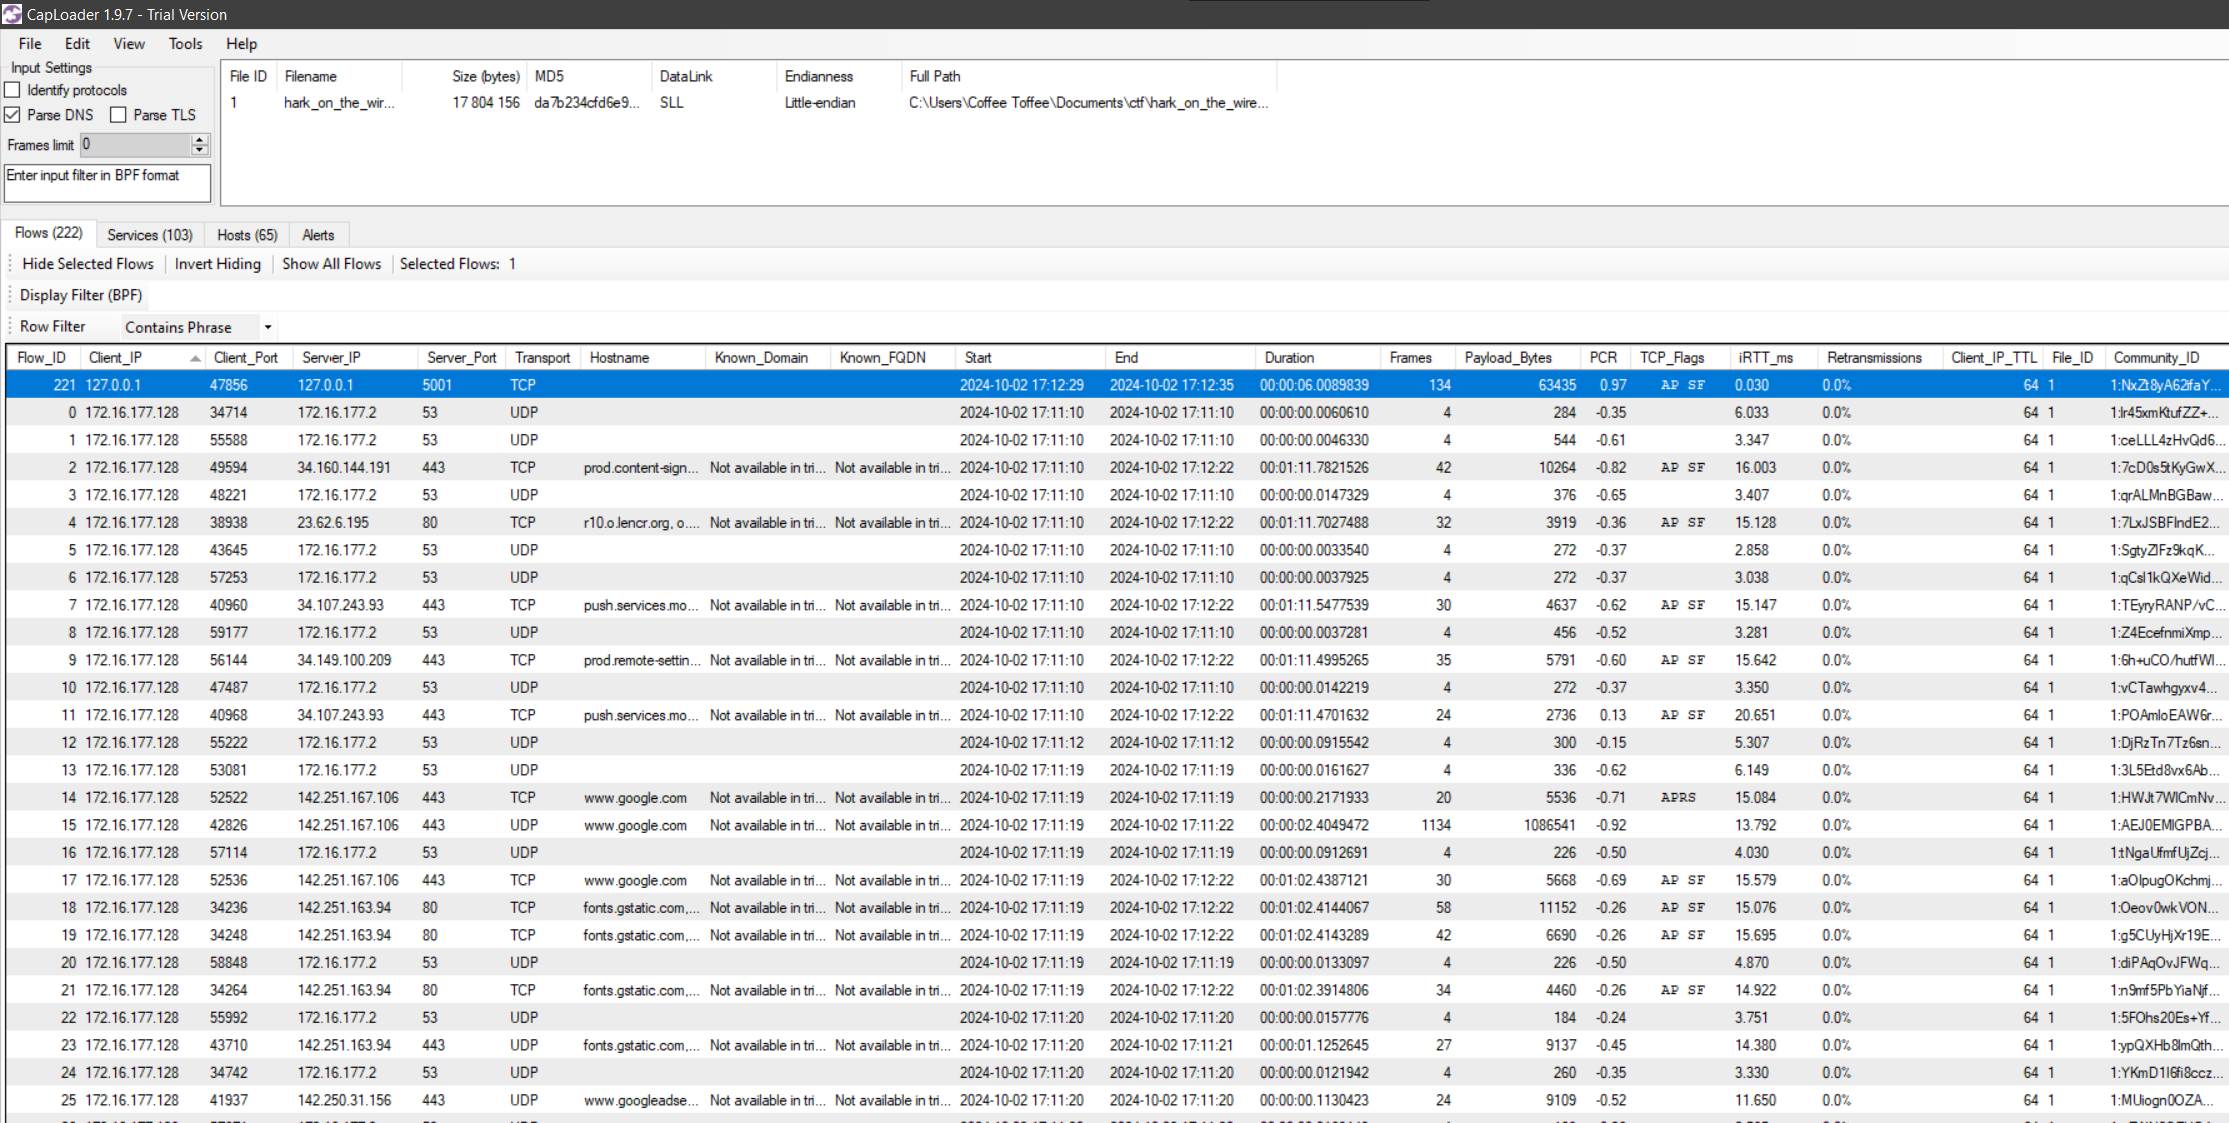 CapLoader 1.9.7 - Trial Version
File Edit View Tools Help
Input Settings
Identify protocols
Parse DNS Parse TLS
Frames limit 0
Enter input filter in BPF format
File ID Filename Size (bytes) MD5 DataLink Endianness Full Path
1 hark_on_the_wir... 17 804 156 da7b234cfd6e9... SLL Little-endian C:\Users\Coffee Toffee\Documents\ctf\hark_on_the_wire...
Flows (222) Services (103) Hosts (65) Alerts
Hide Selected Flows Invert Hiding Show All Flows Selected Flows: 1
Display Filter (BPF)
Row Filter Contains Phrase
Flow_ID Client_IP Client_Port Server_IP Server_Port Transport Hostname Known_Domain Known_FQDN Start End Duration Frames Payload_Bytes PCR TCP_Flags iRTT_ms Retransmissions Client_IP_TTL File_ID Community_ID
221 127.0.0.1 47856 127.0.0.1 5001 TCP 2024-10-02 17:12:29 2024-10-02 17:12:35 00:00:06.0089839 134 63435 0.97 AP SF 0.030 0.0% 64 1 1:NxZt8yA62ifaY...
0 172.16.177.128 34714 172.16.177.2 53 UDP 2024-10-02 17:11:10 2024-10-02 17:11:10 00:00:00.0060610 4 284 -0.35 6.033 0.0% 64 1 1:lr45xmKtufZZ+...
1 172.16.177.128 55588 172.16.177.2 53 UDP 2024-10-02 17:11:10 2024-10-02 17:11:10 00:00:00.0046330 4 544 -0.61 3.347 0.0% 64 1 1:ceLLL4zHvQd6...
2 172.16.177.128 49594 34.160.144.191 443 TCP prod.content-sign... Not available in tri... Not available in tri... 2024-10-02 17:11:10 2024-10-02 17:12:22 00:01:11.7821526 42 10264 -0.82 AP SF 16.003 0.0% 64 1 1:7cD0s5tKyGwX...
3 172.16.177.128 48221 172.16.177.2 53 UDP 2024-10-02 17:11:10 2024-10-02 17:11:10 00:00:00.0147329 4 376 -0.65 3.407 0.0% 64 1 1:qrALMnBGBaw...
4 172.16.177.128 38938 23.62.6.195 80 TCP r10.o.lencr.org, o.... Not available in tri... Not available in tri... 2024-10-02 17:11:10 2024-10-02 17:12:22 00:01:11.7027488 32 3919 -0.36 AP SF 15.128 0.0% 64 1 1:7LxJSBFIndE2...
5 172.16.177.128 43645 172.16.177.2 53 UDP 2024-10-02 17:11:10 2024-10-02 17:11:10 00:00:00.0033540 4 272 -0.37 2.858 0.0% 64 1 1:SgtyZIFz9kqK...
6 172.16.177.128 57253 172.16.177.2 53 UDP 2024-10-02 17:11:10 2024-10-02 17:11:10 00:00:00.0037925 4 272 -0.37 3.038 0.0% 64 1 1:qCsl1kQXeWid...
7 172.16.177.128 40960 34.107.243.93 443 TCP push.services.mo... Not available in tri... Not available in tri... 2024-10-02 17:11:10 2024-10-02 17:12:22 00:01:11.5477539 30 4637 -0.62 AP SF 15.147 0.0% 64 1 1:TEyryRANP/vC...
8 172.16.177.128 59177 172.16.177.2 53 UDP 2024-10-02 17:11:10 2024-10-02 17:11:10 00:00:00.0037281 4 456 -0.52 3.281 0.0% 64 1 1:Z4EcefnmiXmp...
9 172.16.177.128 56144 34.149.100.209 443 TCP prod.remote-settin... Not available in tri... Not available in tri... 2024-10-02 17:11:10 2024-10-02 17:12:22 00:01:11.4995265 35 5791 -0.60 AP SF 15.642 0.0% 64 1 1:6h+uCO/hutfWI...
10 172.16.177.128 47487 172.16.177.2 53 UDP 2024-10-02 17:11:10 2024-10-02 17:11:10 00:00:00.0142219 4 272 -0.37 3.350 0.0% 64 1 1:vCTawhgyxv4...
11 172.16.177.128 40968 34.107.243.93 443 TCP push.services.mo... Not available in tri... Not available in tri... 2024-10-02 17:11:10 2024-10-02 17:12:22 00:01:11.4701632 24 2736 0.13 AP SF 20.651 0.0% 64 1 1:POAmloEAW6r...
12 172.16.177.128 55222 172.16.177.2 53 UDP 2024-10-02 17:11:12 2024-10-02 17:11:12 00:00:00.0915542 4 300 -0.15 5.307 0.0% 64 1 1:DjRzTn7Tz6sn...
13 172.16.177.128 53081 172.16.177.2 53 UDP 2024-10-02 17:11:19 2024-10-02 17:11:19 00:00:00.0161627 4 336 -0.62 6.149 0.0% 64 1 1:3L5Etd8vx6Ab...
14 172.16.177.128 52522 142.251.167.106 443 TCP www.google.com Not available in tri... Not available in tri... 2024-10-02 17:11:19 2024-10-02 17:11:19 00:00:00.2171933 20 5536 -0.71 APRS 15.084 0.0% 64 1 1:HWJt7WlCmNv...
15 172.16.177.128 42826 142.251.167.106 443 UDP www.google.com Not available in tri... Not available in tri... 2024-10-02 17:11:19 2024-10-02 17:11:22 00:00:02.4049472 1134 1086541 -0.92 13.792 0.0% 64 1 1:AEJ0EMlGPBA...
16 172.16.177.128 57114 172.16.177.2 53 UDP 2024-10-02 17:11:19 2024-10-02 17:11:19 00:00:00.0912691 4 226 -0.50 4.030 0.0% 64 1 1:tNgaUfmfUjZcj...
17 172.16.177.128 52536 142.251.167.106 443 TCP www.google.com Not available in tri... Not available in tri... 2024-10-02 17:11:19 2024-10-02 17:12:22 00:01:02.4387121 30 5668 -0.69 AP SF 15.579 0.0% 64 1 1:aOlpugOKchmj...
18 172.16.177.128 34236 142.251.163.94 80 TCP fonts.gstatic.com,... Not available in tri... Not available in tri... 2024-10-02 17:11:19 2024-10-02 17:12:22 00:01:02.4144067 58 11152 -0.26 AP SF 15.076 0.0% 64 1 1:Oeov0wkVON...
19 172.16.177.128 34248 142.251.163.94 80 TCP fonts.gstatic.com,... Not available in tri... Not available in tri... 2024-10-02 17:11:19 2024-10-02 17:12:22 00:01:02.4143289 42 6690 -0.26 AP SF 15.695 0.0% 64 1 1:g5CUyHjXr19E...
20 172.16.177.128 58848 172.16.177.2 53 UDP 2024-10-02 17:11:19 2024-10-02 17:11:19 00:00:00.0133097 4 226 -0.50 4.870 0.0% 64 1 1:diPAqOvJFWq...
21 172.16.177.128 34264 142.251.163.94 80 TCP fonts.gstatic.com,... Not available in tri... Not available in tri... 2024-10-02 17:11:19 2024-10-02 17:12:22 00:01:02.3914806 34 4460 -0.26 AP SF 14.922 0.0% 64 1 1:n9mf5PbYiaNjf...
22 172.16.177.128 55992 172.16.177.2 53 UDP 2024-10-02 17:11:20 2024-10-02 17:11:20 00:00:00.0157776 4 184 -0.24 3.751 0.0% 64 1 1:5FOhs20Es+Yf...
23 172.16.177.128 43710 142.251.163.94 443 UDP fonts.gstatic.com,... Not available in tri... Not available in tri... 2024-10-02 17:11:20 2024-10-02 17:11:21 00:00:01.1252645 27 9137 -0.45 14.380 0.0% 64 1 1:ypQXHb8lmQth...
24 172.16.177.128 34742 172.16.177.2 53 UDP 2024-10-02 17:11:20 2024-10-02 17:11:20 00:00:00.0121942 4 260 -0.35 3.330 0.0% 64 1 1:YKmD1I6fi8ccz...
25 172.16.177.128 41937 142.250.31.156 443 UDP www.googleadse... Not available in tri... Not available in tri... 2024-10-02 17:11:20 2024-10-02 17:11:20 00:00:00.1130423 24 9109 -0.52 11.650 0.0% 64 1 1:MUiogn0OZA...